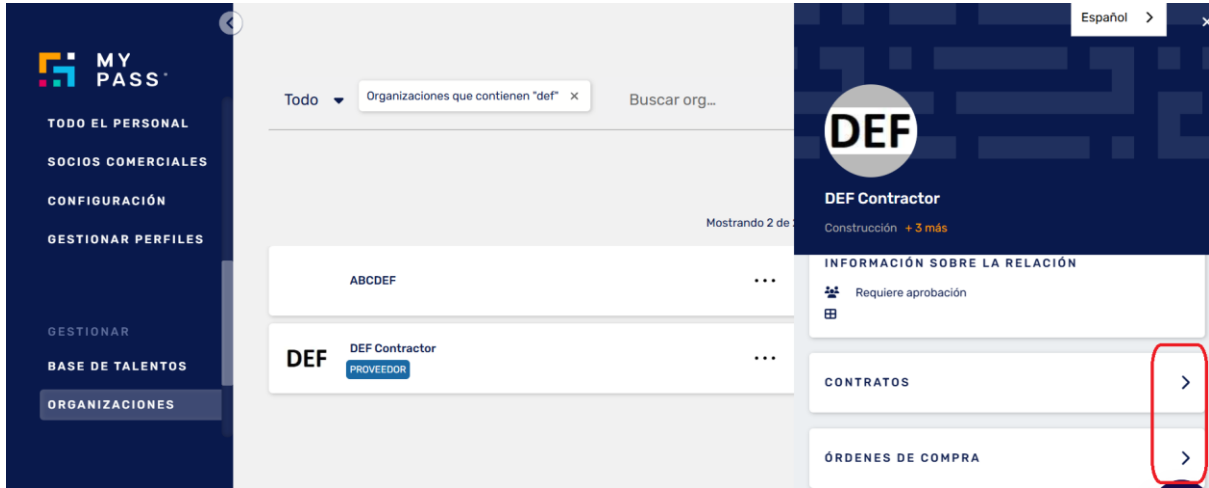 MY
PASS
TODO EL PERSONAL
SOCIOS COMERCIALES
CONFIGURACIÓN
GESTIONAR PERFILES
GESTIONAR
BASE DE TALENTOS
ORGANIZACIONES
Todo
Organizaciones que contienen "def" ×
Buscar org...
Mostrando 2 de
ABCDEF
DEF
DEF Contractor
PROVEEDOR
Español
DEF
DEF Contractor
Construcción + 3 más
INFORMACIÓN SOBRE LA RELACIÓN
Requiere aprobación
CONTRATOS
ÓRDENES DE COMPRA